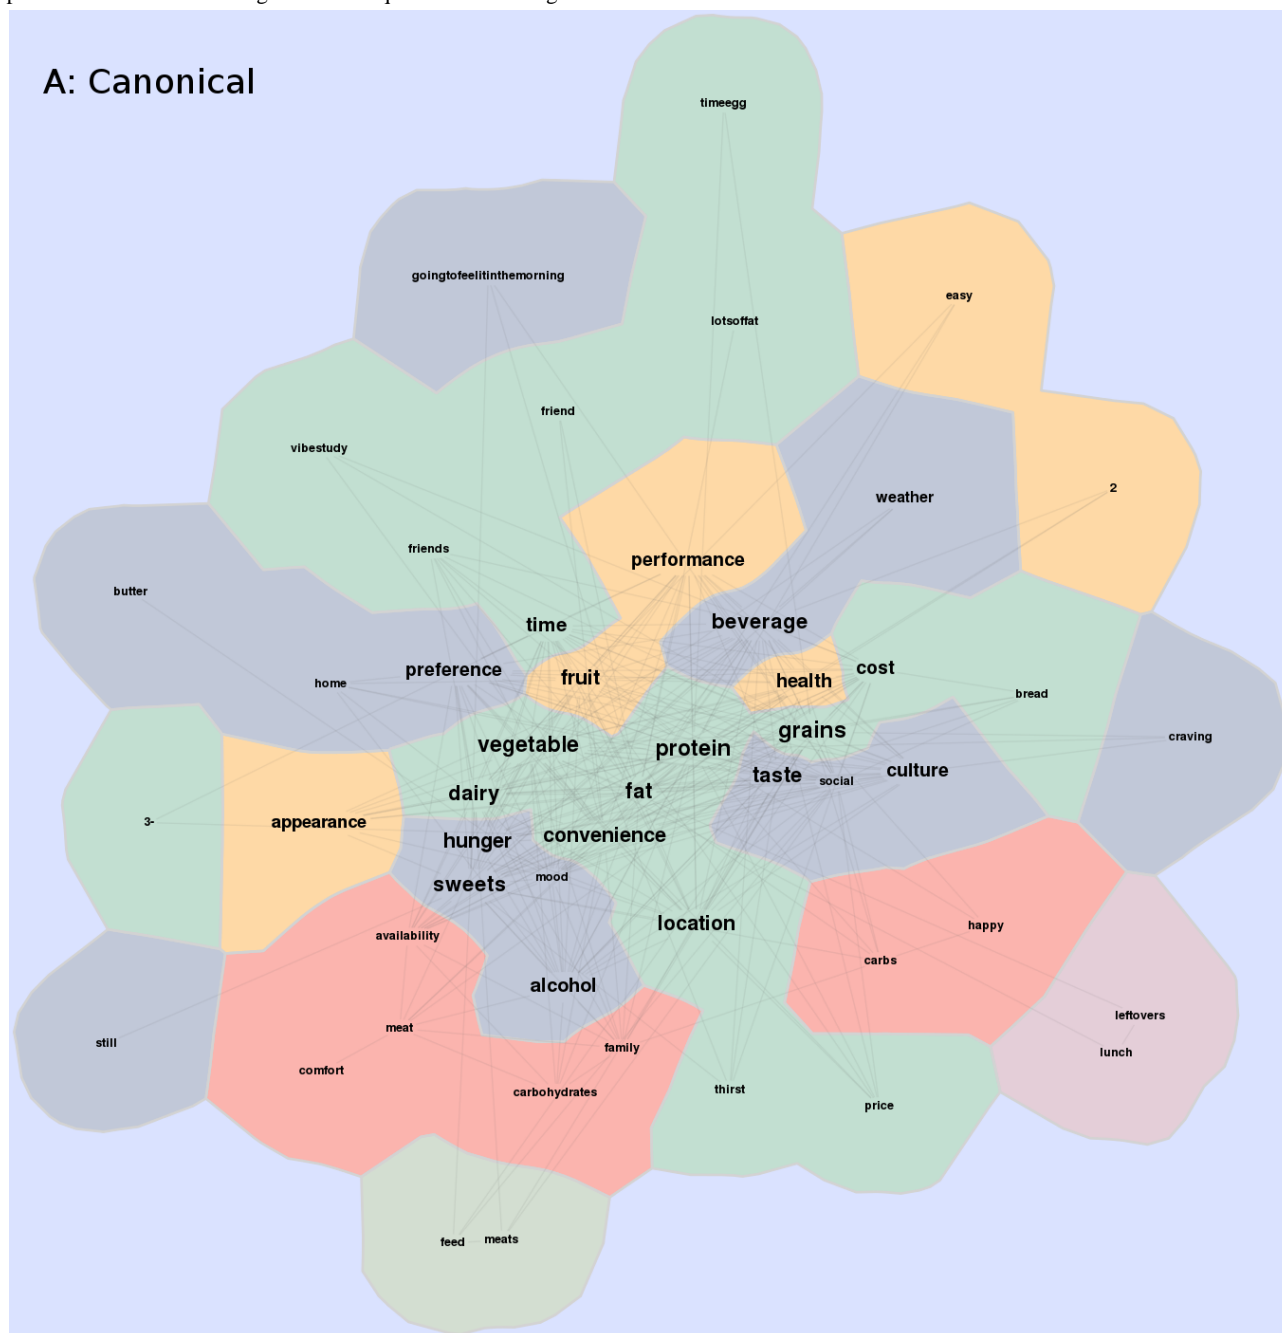 A: Canonical
timeegg
goingtofeelitinthemorning
easy
lotsoffat
friend
vibestudy
2
weather
friends
performance
butter
time
beverage
preference
fruit
health
cost
home
bread
grains
craving
vegetable
protein
taste
social
culture
dairy
fat
3-
appearance
hunger
convenience
sweets
mood
location
happy
availability
carbs
alcohol
leftovers
meat
still
family
lunch
comfort
carbohydrates
thirst
price
feed
meats